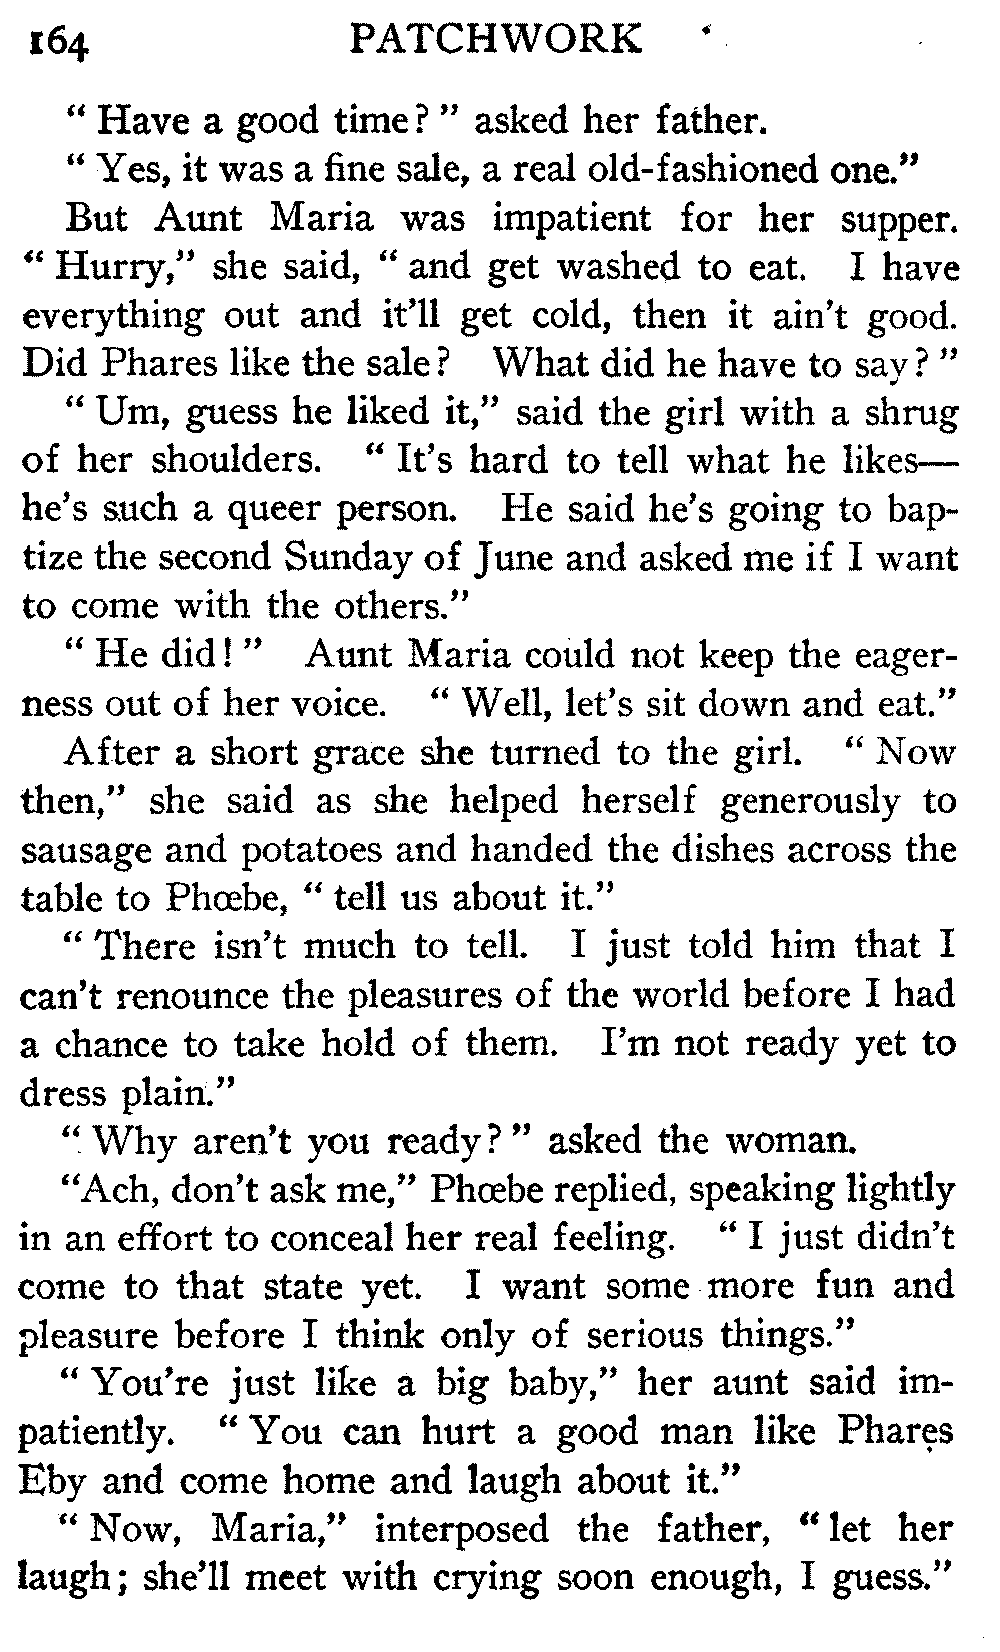 164 PATCHWORK
" Have a good time? " asked her father.
" Yes, it was a fine sale, a real old-fashioned one."
But Aunt Maria was impatient for her supper.
" Hurry," she said, " and get washed to eat. I have
everything out and it'll get cold, then it ain't good.
Did Phares like the sale? What did he have to say? "
" Um, guess he liked it," said the girl with a shrug
of her shoulders. " It's hard to tell what he likes—
he's such a queer person. He said he's going to bap-
tize the second Sunday of June and asked me if I want
to come with the others."
" He did! " Aunt Maria could not keep the eager-
ness out of her voice. " Well, let's sit down and eat."
After a short grace she turned to the girl. " Now
then," she said as she helped herself generously to
sausage and potatoes and handed the dishes across the
table to Phœbe, " tell us about it."
" There isn't much to tell. I just told him that I
can't renounce the pleasures of the world before I had
a chance to take hold of them. I'm not ready yet to
dress plain."
" Why aren't you ready? " asked the woman.
"Ach, don't ask me," Phœbe replied, speaking lightly
in an effort to conceal her real feeling. " I just didn't
come to that state yet. I want some more fun and
pleasure before I think only of serious things."
" You're just like a big baby," her aunt said im-
patiently. " You can hurt a good man like Phares
Eby and come home and laugh about it."
" Now, Maria," interposed the father, " let her
laugh; she'll meet with crying soon enough, I guess."